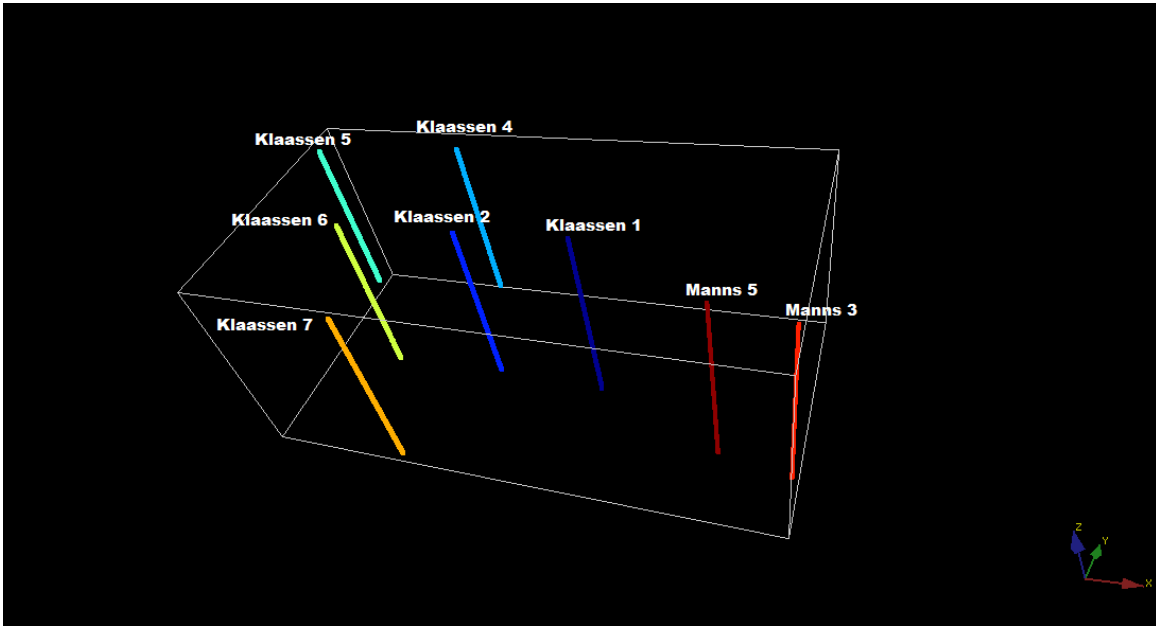 Klaassen 4
Klaassen 5
Klaassen 6
Klaassen 2
Klaassen 1
Manns 5
Manns 3
Klaassen 7
Z
Y
X